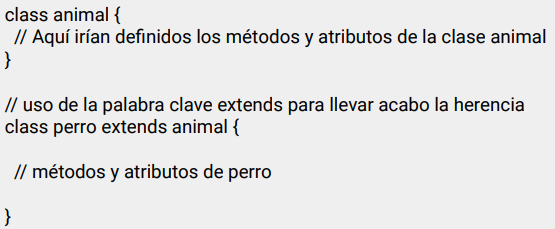 class animal {
// Aquí irían definidos los métodos y atributos de la clase animal
}
// uso de la palabra clave extends para llevar acabo la herencia
class perro extends animal {
// métodos y atributos de perro
}